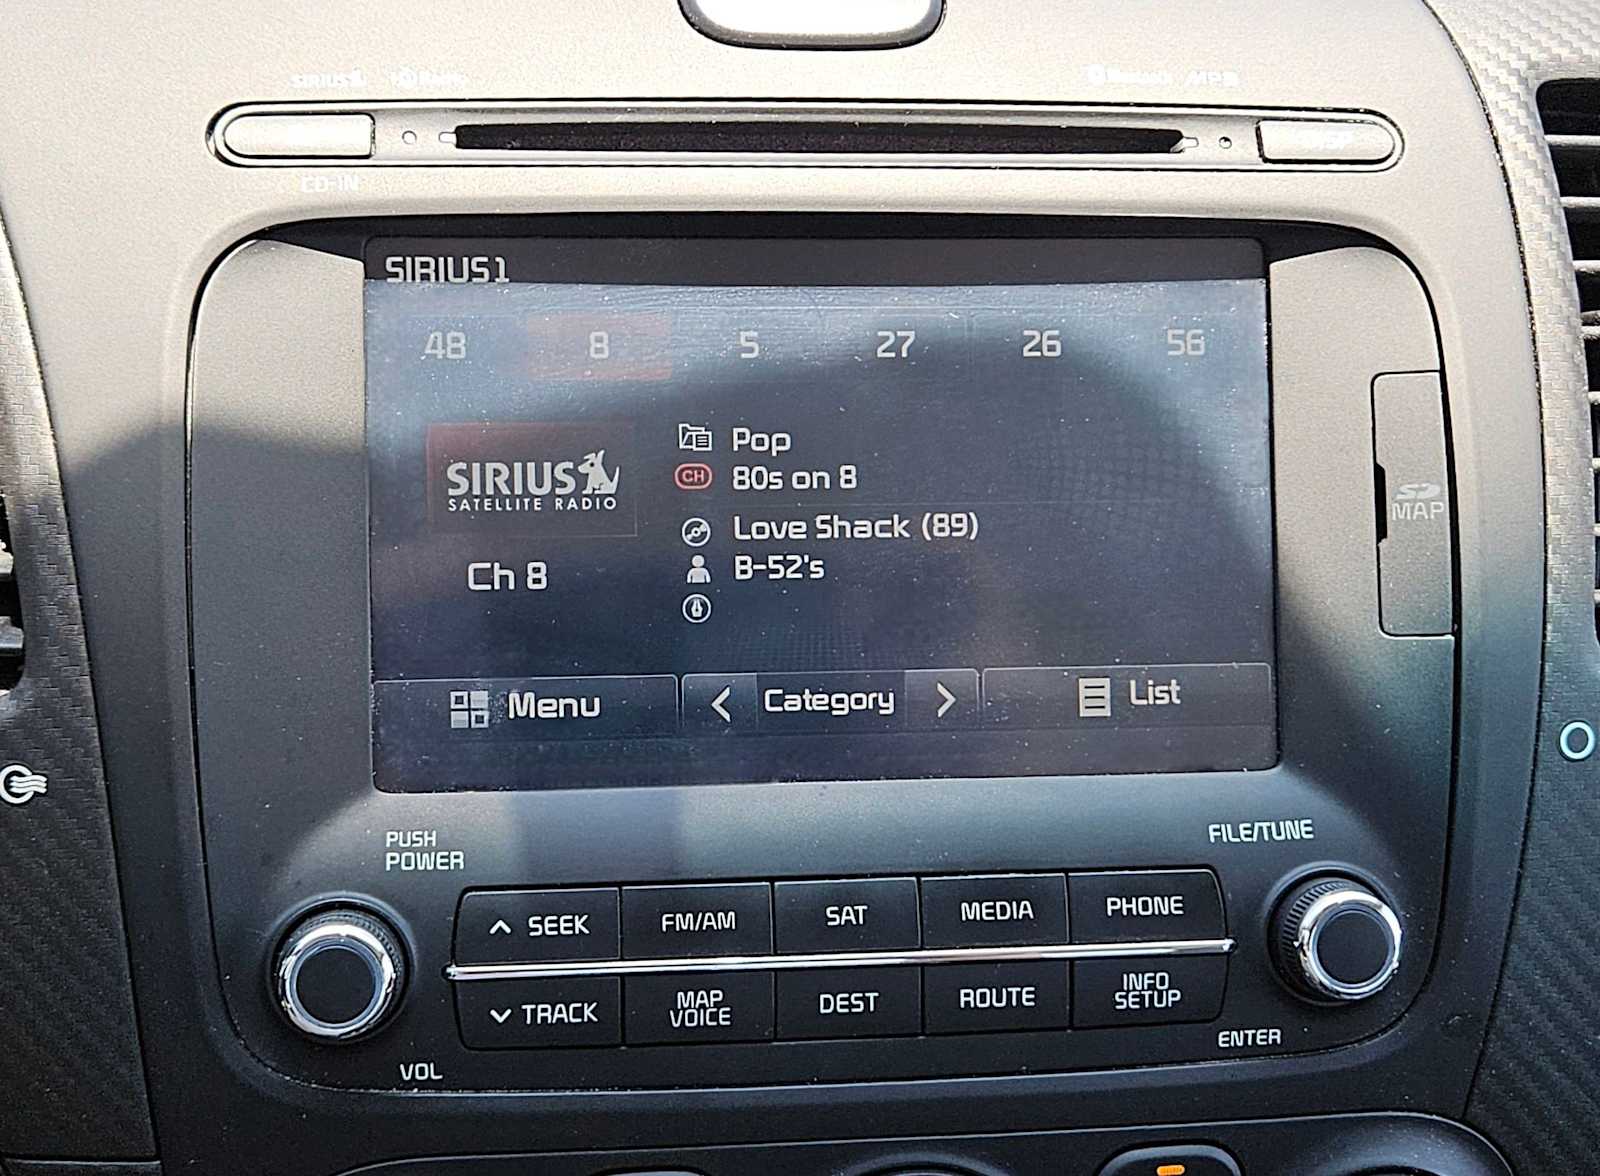 SIRIUS
CD-IN
MP3
SIRIUS1
48 8 5 27 26 56
SIRIUS
SATELLITE RADIO
Ch 8
Pop
CH 80s on 8
Love Shack (89)
B-52's
Menu
Category
List
SD
MAP
PUSH
POWER
VOL
FILE/TUNE
ENTER
SEEK FM/AM SAT MEDIA PHONE
TRACK
MAP
VOICE
DEST ROUTE
INFO
SETUP